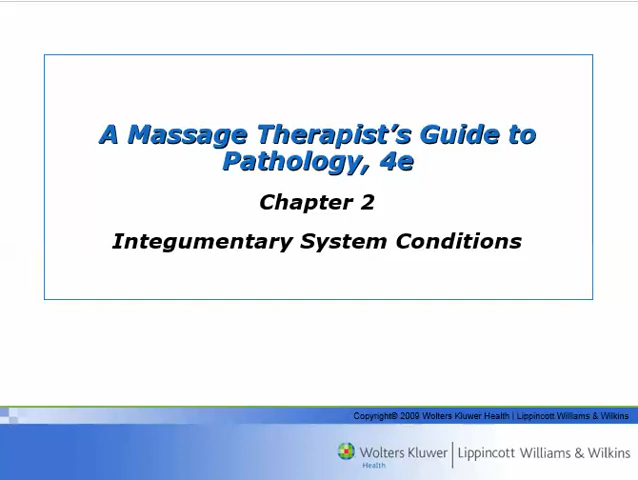 A Massage Therapist's Guide to
Pathology, 4e
Chapter 2
Integumentary System Conditions
Copyright© 2009 Wolters Kluwer Health | Lippincott Williams & Wilkins
Wolters Kluwer | Lippincott Williams & Wilkins
Health